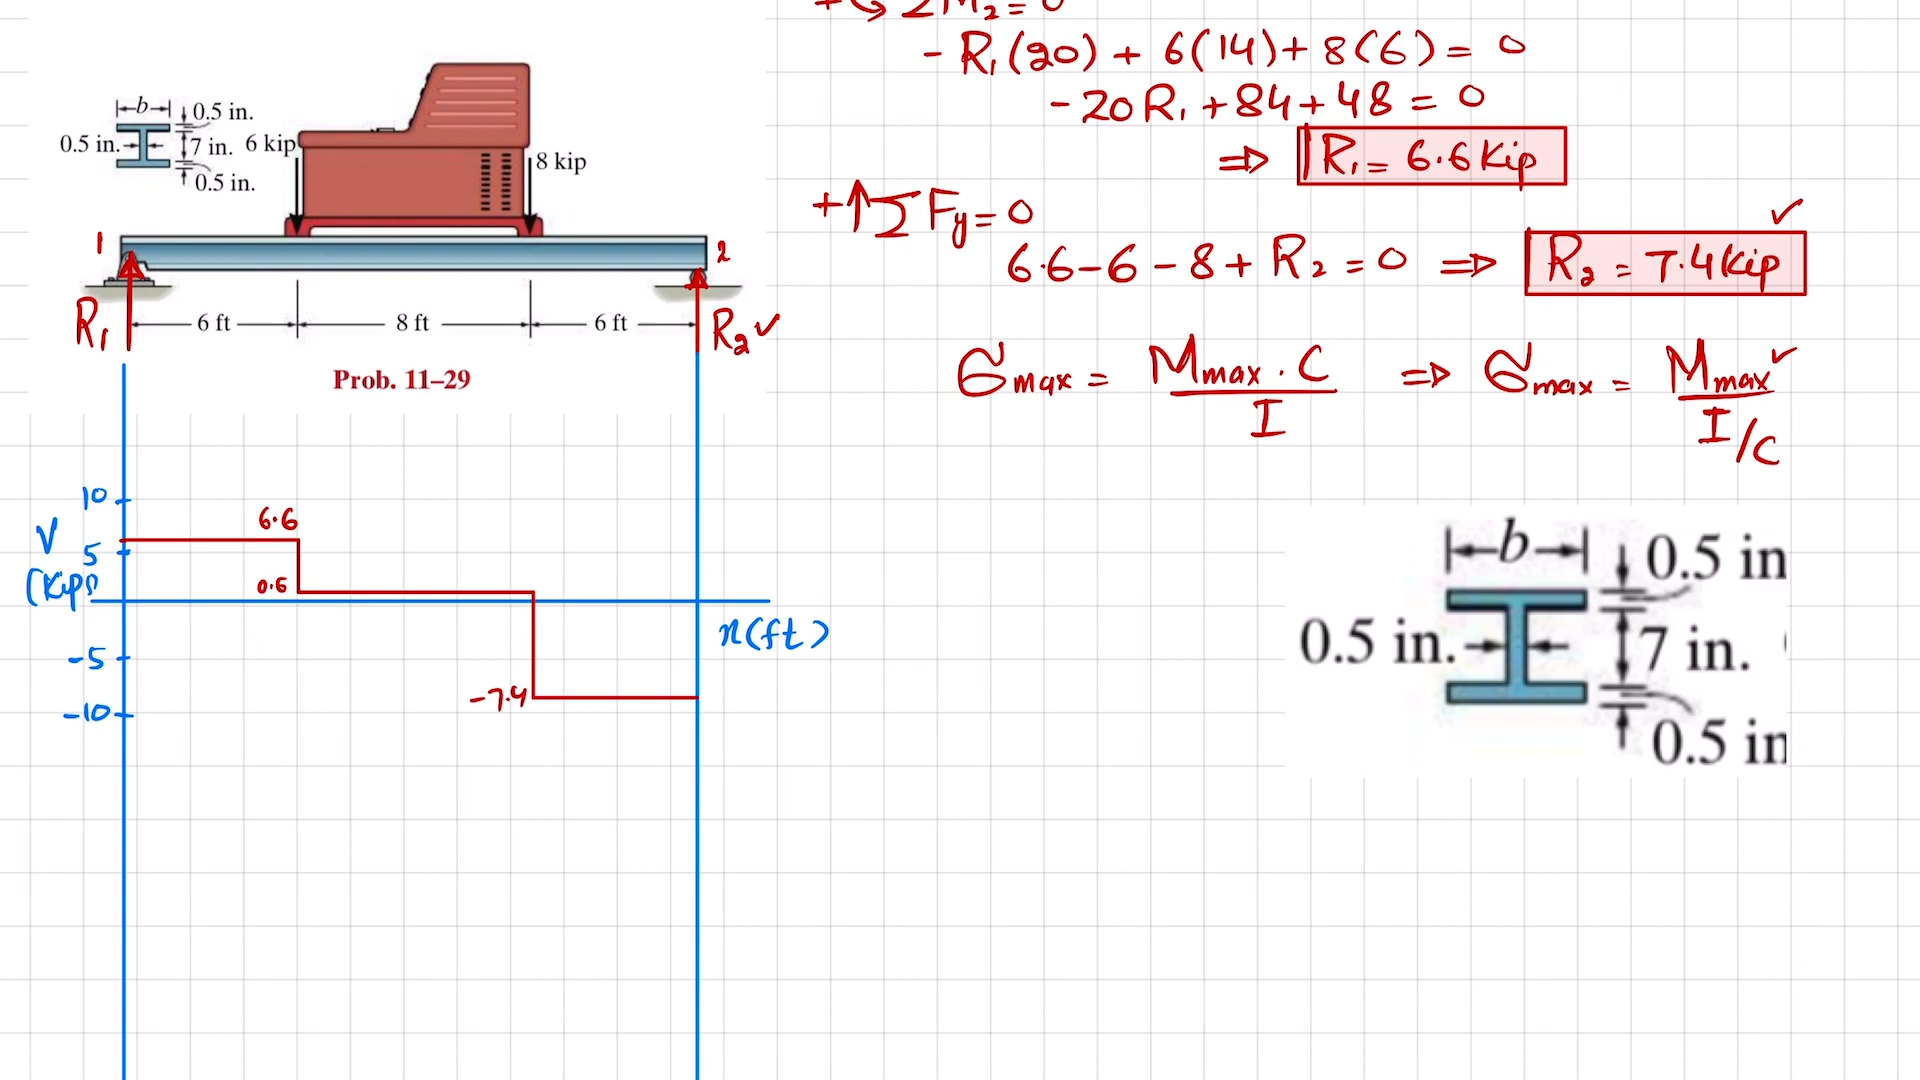 +↶ ΣM₂ = 0
- R₁(20) + 6(14) + 8(6) = 0
-20R₁ + 84 + 48 = 0
⇒ R₁ = 6.6 Kip
+↑ΣFy = 0
6.6 - 6 - 8 + R₂ = 0 ⇒ R₂ = 7.4 Kip ✓
σmax = Mmax . C / I ⇒ σmax = Mmax ✓ / I/C
b
0.5 in.
0.5 in.
7 in.
0.5 in.
6 kip
8 kip
1
2
R₁
6 ft
8 ft
6 ft
R₂ ✓
Prob. 11–29
10
V
5
(Kip)
-5
-10
6.6
0.6
-7.4
x(ft)
b
0.5 in
0.5 in.
7 in.
0.5 in